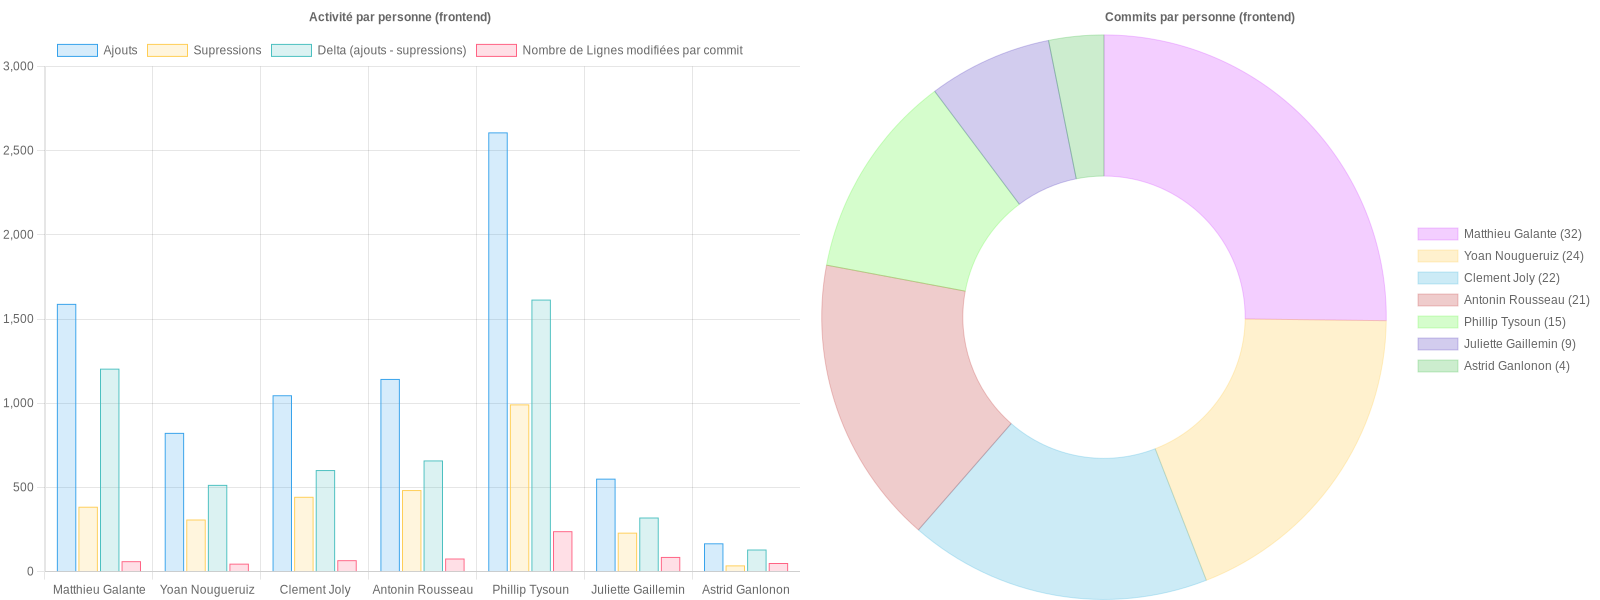 Activité par personne (frontend)
Ajouts Supressions Delta (ajouts - supressions) Nombre de Lignes modifiées par commit
3,000
2,500
2,000
1,500
1,000
500
0
Matthieu Galante Yoan Nougueruiz Clement Joly Antonin Rousseau Phillip Tysoun Juliette Gaillemin Astrid Ganlonon
Commits par personne (frontend)
Matthieu Galante (32)
Yoan Nougueruiz (24)
Clement Joly (22)
Antonin Rousseau (21)
Phillip Tysoun (15)
Juliette Gaillemin (9)
Astrid Ganlonon (4)